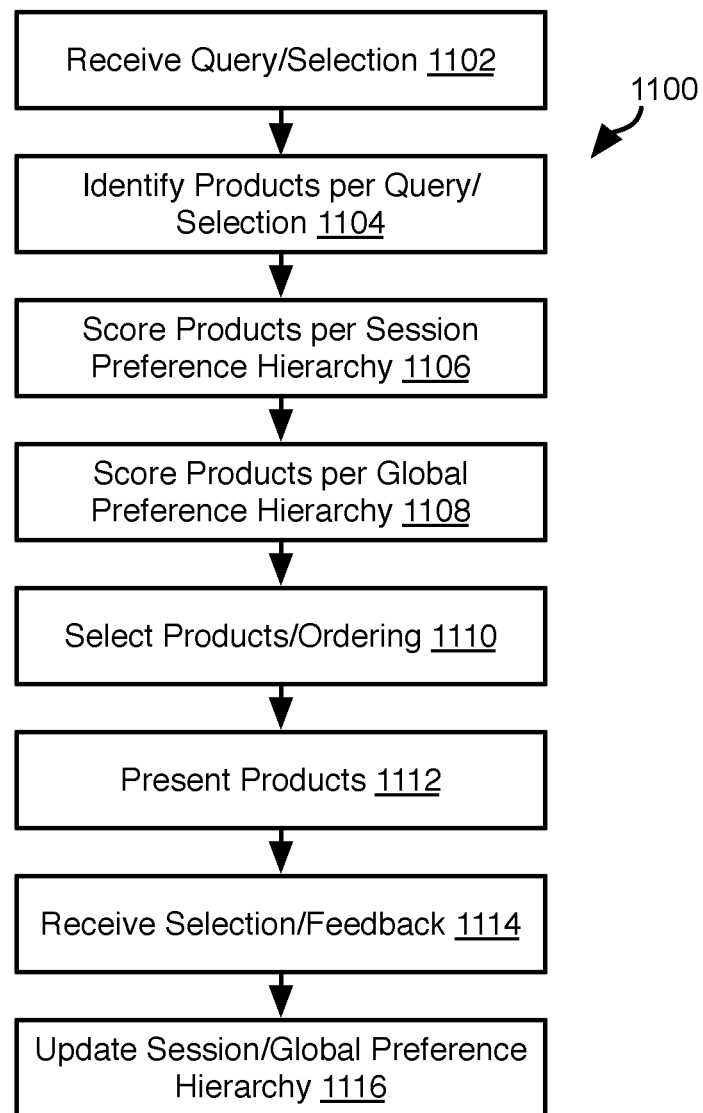 Receive Query/Selection 1102
1100
Identify Products per Query/
Selection 1104
Score Products per Session
Preference Hierarchy 1106
Score Products per Global
Preference Hierarchy 1108
Select Products/Ordering 1110
Present Products 1112
Receive Selection/Feedback 1114
Update Session/Global Preference
Hierarchy 1116